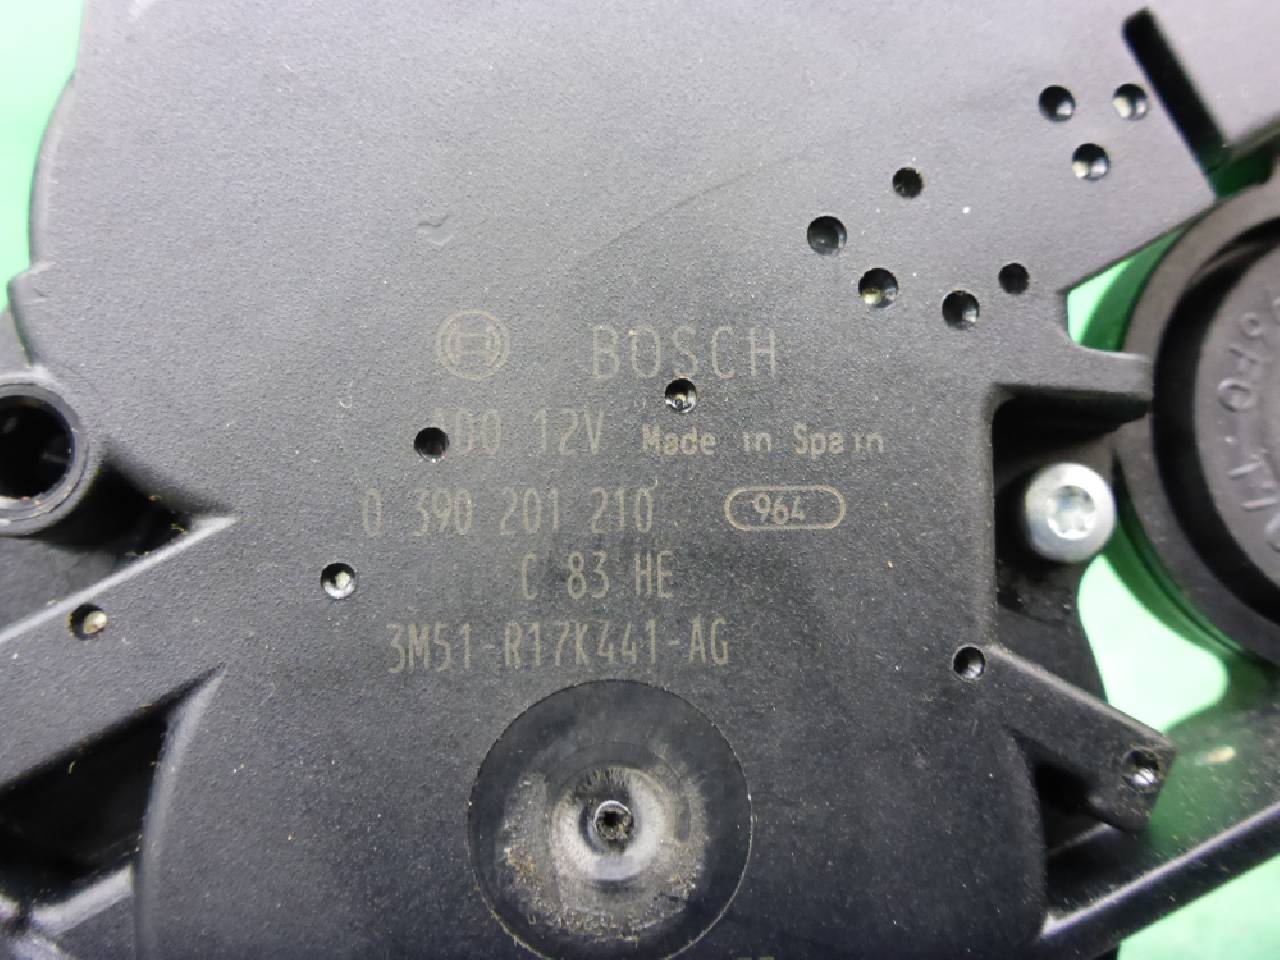 BOSCH
12V Made in Spain
0 390 201 210 964
C 83 HE
3M51-R17K441-AG